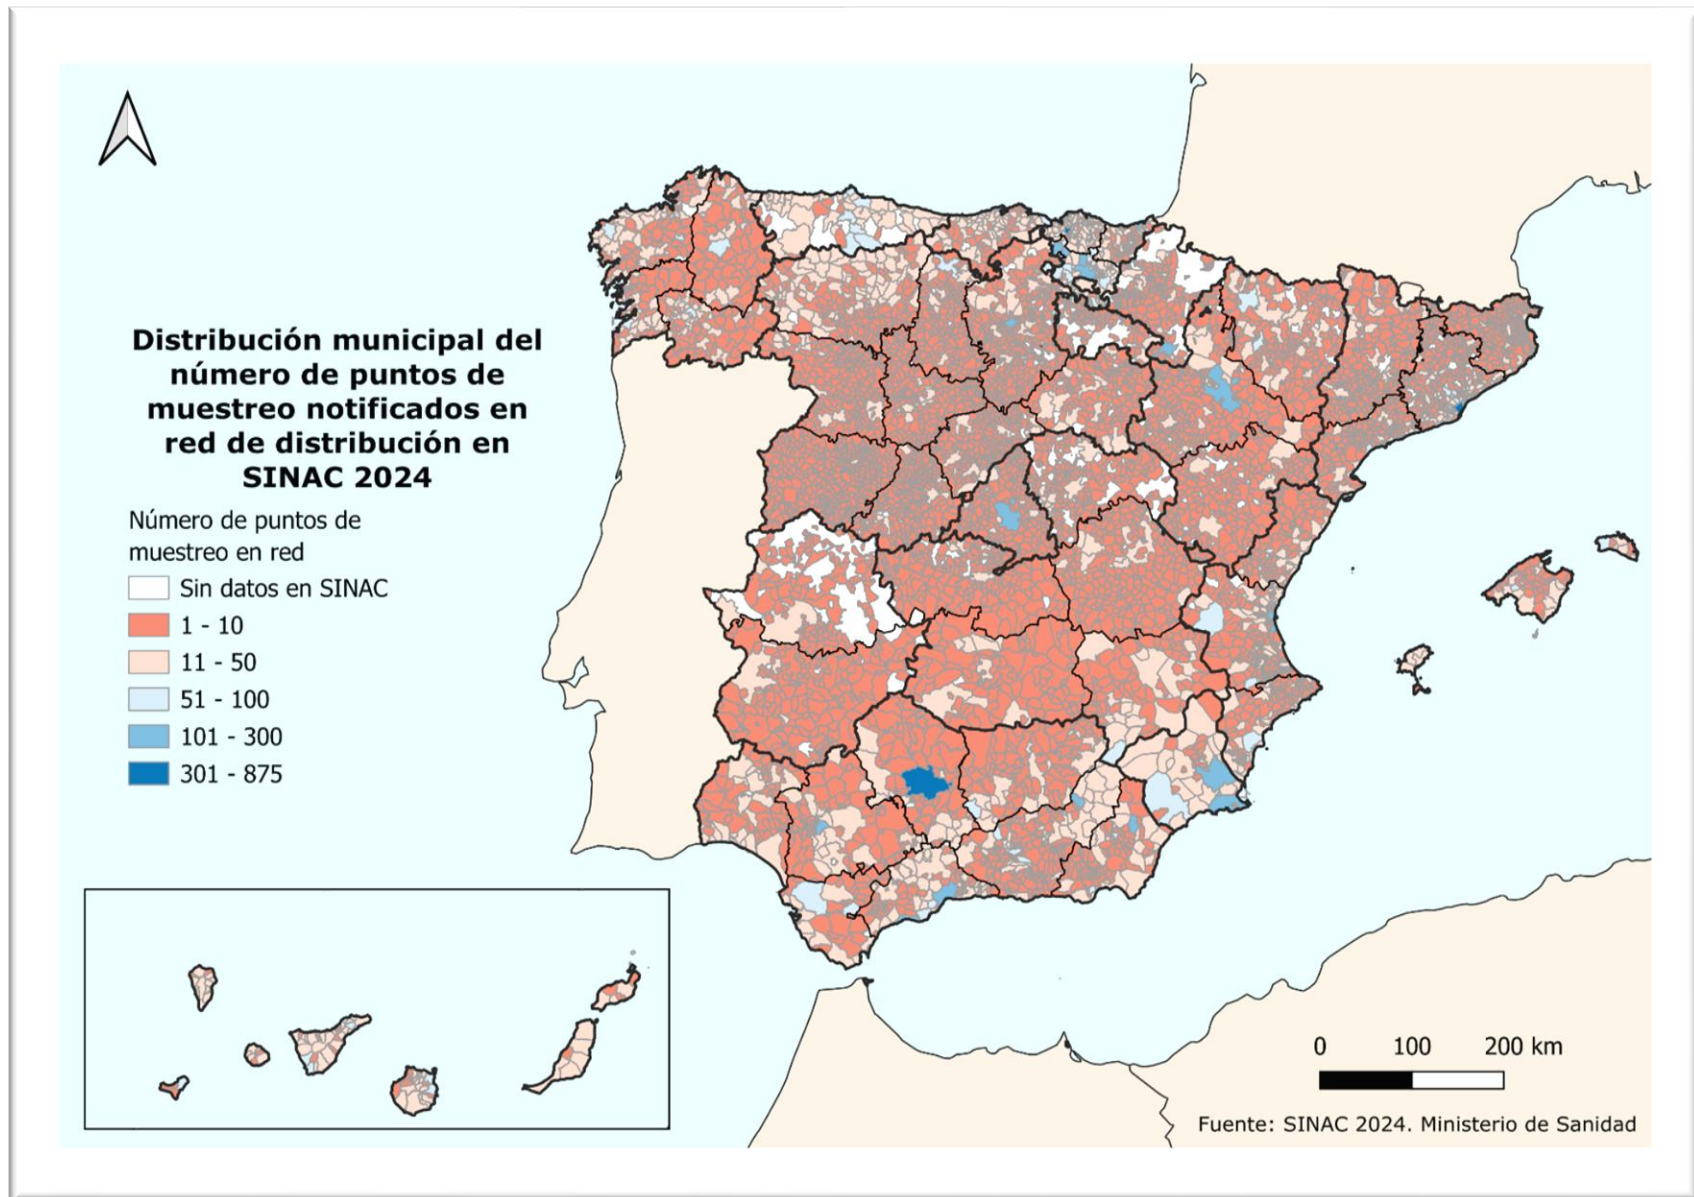 Distribución municipal del
número de puntos de
muestreo notificados en
red de distribución en
SINAC 2024
Número de puntos de
muestreo en red
Sin datos en SINAC
1 - 10
11 - 50
51 - 100
101 - 300
301 - 875
0 100 200 km
Fuente: SINAC 2024. Ministerio de Sanidad